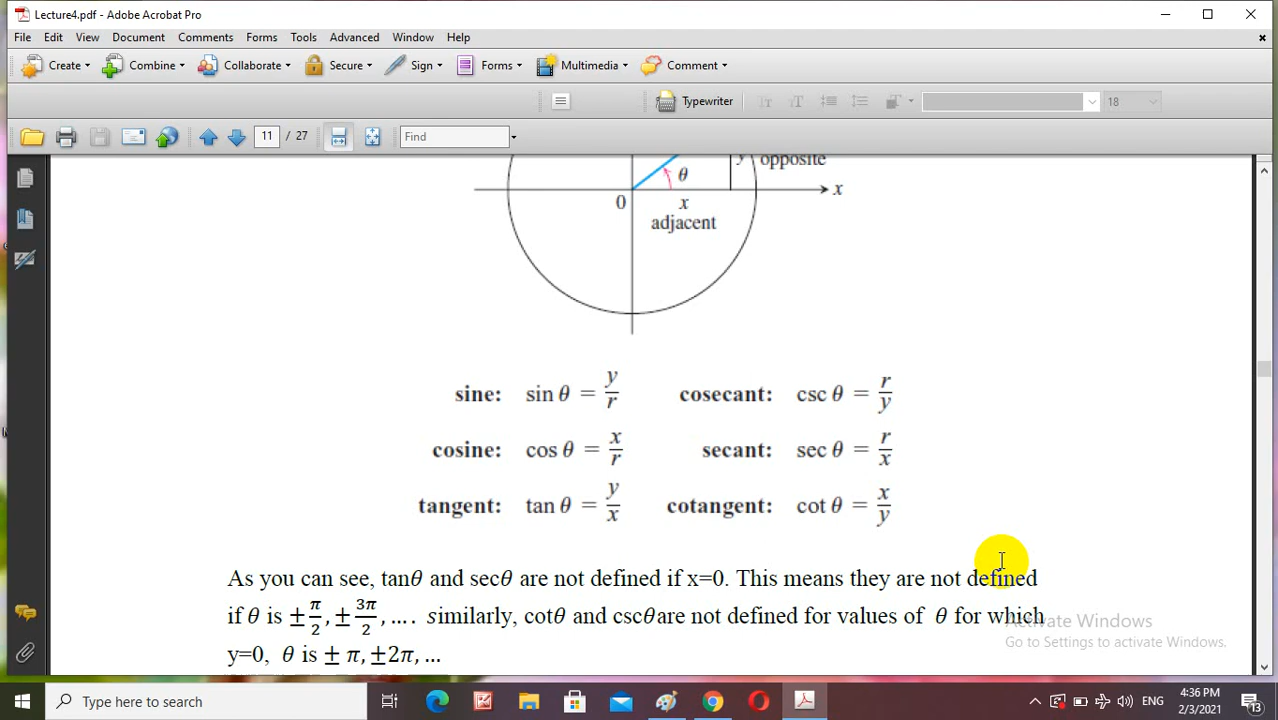 Lecture4.pdf - Adobe Acrobat Pro
File Edit View Document Comments Forms Tools Advanced Window Help
Create Combine Collaborate Secure Sign Forms Multimedia Comment
Typewriter 18
11 / 27 Find
y opposite
θ
0 x x
adjacent
sine: sin θ = y/r cosecant: csc θ = r/y
cosine: cos θ = x/r secant: sec θ = r/x
tangent: tan θ = y/x cotangent: cot θ = x/y
As you can see, tanθ and secθ are not defined if x=0. This means they are not defined
if θ is ±π/2, ±3π/2, .... similarly, cotθ and cscθare not defined for values of θ for which
y=0, θ is ± π, ±2π, ...
Activate Windows
Go to Settings to activate Windows.
Type here to search
ENG
4:36 PM
2/3/2021
13